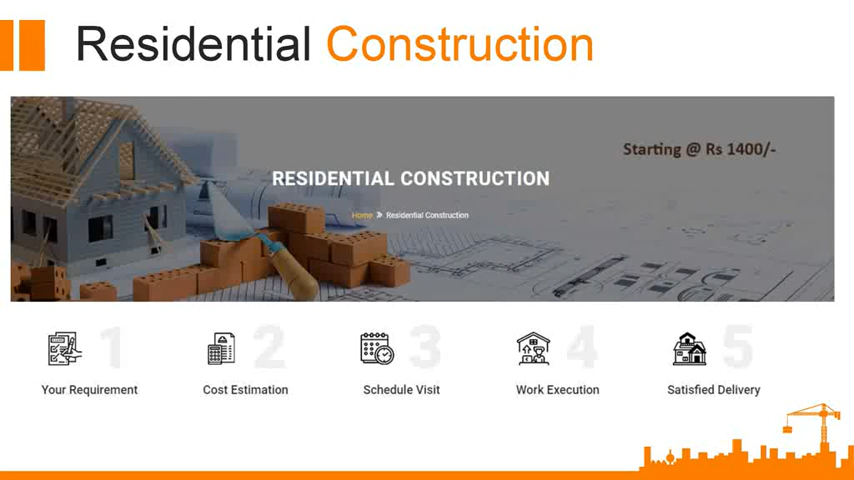 Residential Construction
Starting @ Rs 1400/-
RESIDENTIAL CONSTRUCTION
Home » Residential Construction
1 2 3 4 5
Your Requirement Cost Estimation Schedule Visit Work Execution Satisfied Delivery